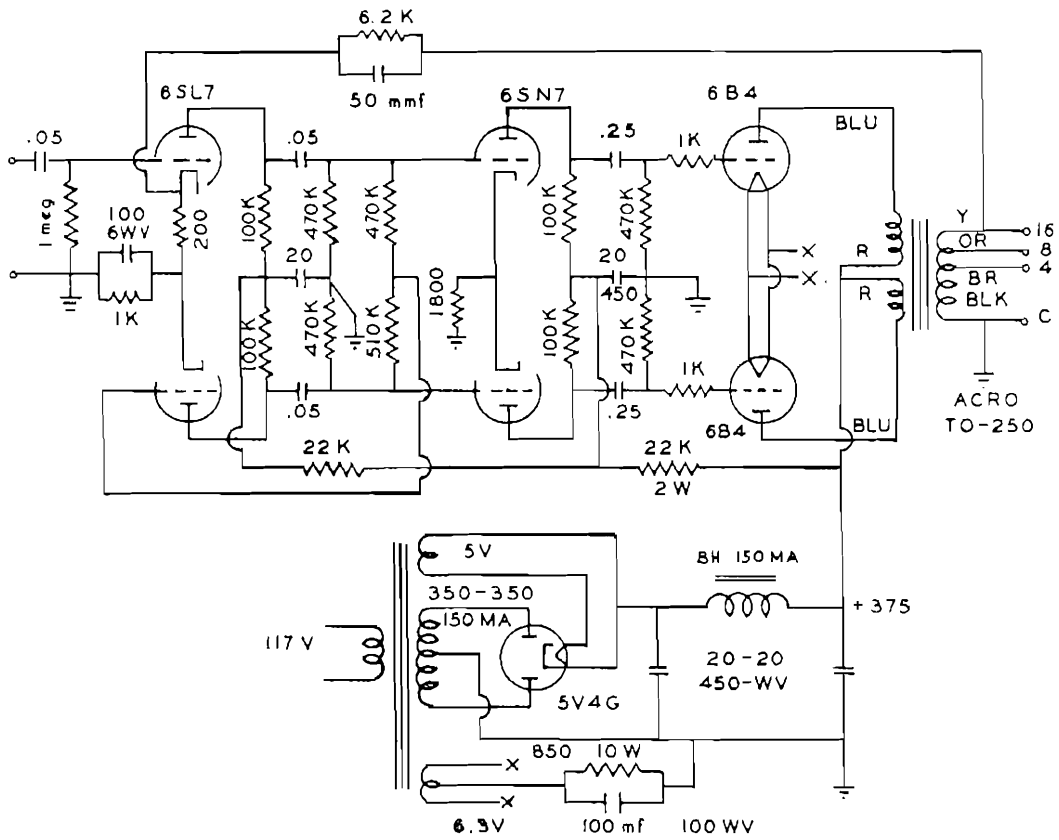 6.2 K
50 mmf
6SL7
6SN7
6B4
BLU
.05
.05
.25
1K
1 meg
100
6WV
1K
200
100K
470K
470K
100K
470K
20
20
450
1800
100K
470K
510K
100K
470K
.05
.25
1K
6B4
BLU
X
X
R
R
Y
OR
BR
BLK
16
8
4
C
ACRO
TO-250
22 K
22 K
2 W
5V
350-350
150 MA
117 V
5V4G
8H 150 MA
+375
20-20
450-WV
850 10 W
X
X
6.3V
100 mf 100 WV